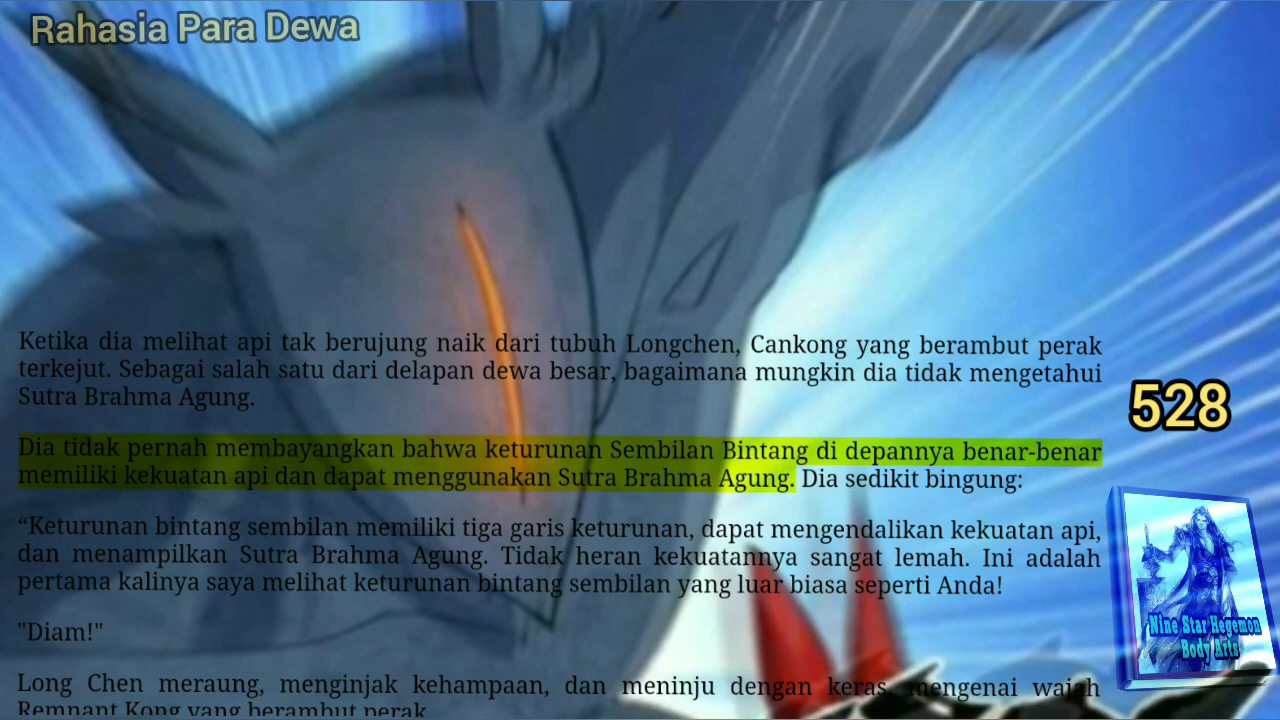 Rahasia Para Dewa
Ketika dia melihat api tak berujung naik dari tubuh Longchen, Cankong yang berambut perak
terkejut. Sebagai salah satu dari delapan dewa besar, bagaimana mungkin dia tidak mengetahui
Sutra Brahma Agung.
Dia tidak pernah membayangkan bahwa keturunan Sembilan Bintang di depannya benar-benar
memiliki kekuatan api dan dapat menggunakan Sutra Brahma Agung. Dia sedikit bingung:
“Keturunan bintang sembilan memiliki tiga garis keturunan, dapat mengendalikan kekuatan api,
dan menampilkan Sutra Brahma Agung. Tidak heran kekuatannya sangat lemah. Ini adalah
pertama kalinya saya melihat keturunan bintang sembilan yang luar biasa seperti Anda!
"Diam!"
Long Chen meraung, menginjak kehampaan, dan meninju dengan keras, mengenai wajah
Remnant Kong yang berambut perak
528
Nine Star Hegemon
Body Arts